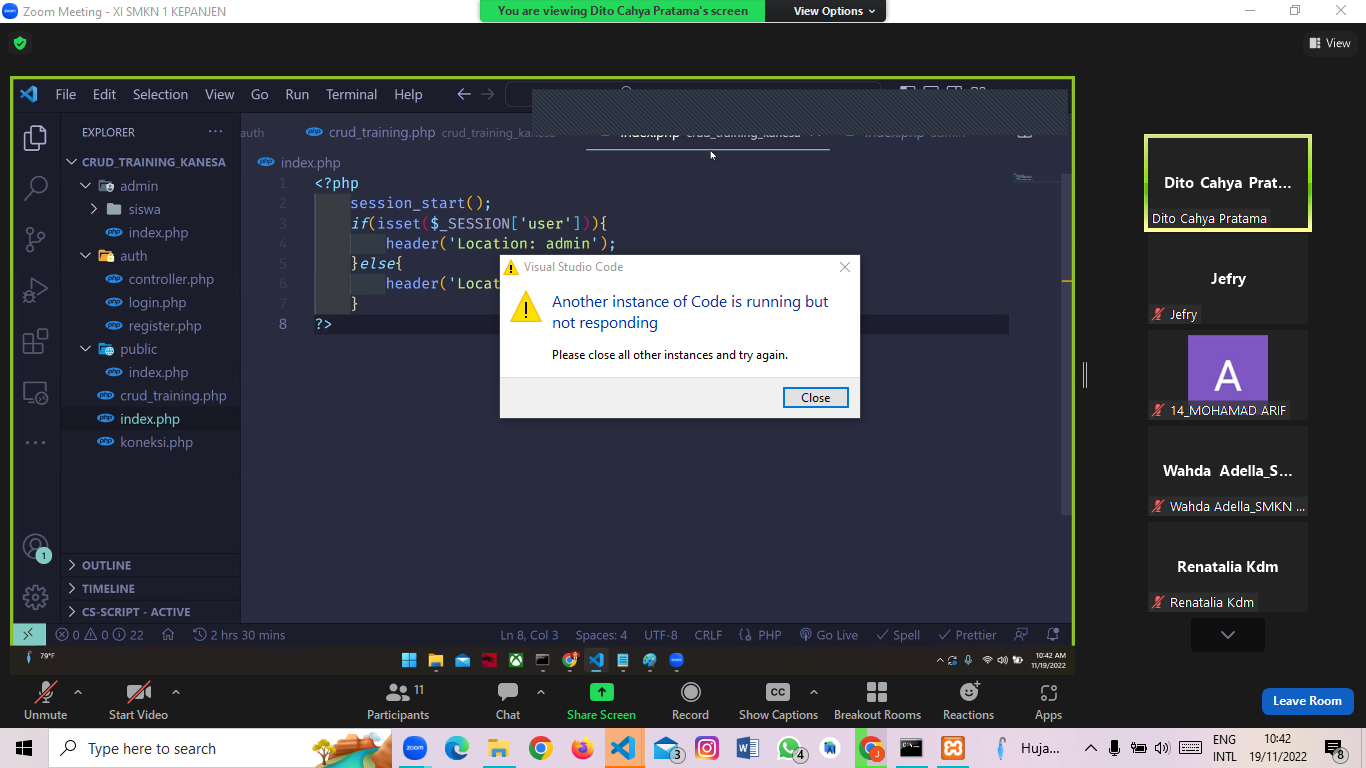 Zoom Meeting - XI SMKN 1 KEPANJEN
You are viewing Dito Cahya Pratama's screen
View Options
View
File Edit Selection View Go Run Terminal Help
EXPLORER
auth
crud_training.php
index.php crud_training_kanesa
index.php admin
CRUD_TRAINING_KANESA
admin
siswa
index.php
auth
controller.php
login.php
register.php
public
index.php
crud_training.php
index.php
koneksi.php
OUTLINE
TIMELINE
CS-SCRIPT - ACTIVE
index.php
1 <?php
2 session_start();
3 if(isset($_SESSION['user'])){
4 header('Location: admin');
5 }else{
6 header('Locat
7 }
8 ?>
Visual Studio Code
Another instance of Code is running but
not responding
Please close all other instances and try again.
Close
1
0 0 22 2 hrs 30 mins Ln 8, Col 3 Spaces: 4 UTF-8 CRLF PHP Go Live Spell Prettier
79°F
10:42 AM
11/19/2022
Dito Cahya Prat...
Dito Cahya Pratama
Jefry
Jefry
A
14_MOHAMAD ARIF
Wahda Adella_S...
Wahda Adella_SMKN ...
Renatalia Kdm
Renatalia Kdm
Unmute
Start Video
Participants 11
Chat
Share Screen
Record
CC
Show Captions
Breakout Rooms
Reactions
Apps
Leave Room
Type here to search
zoom
3
4
J
Huja...
ENG
INTL
10:42
19/11/2022
8